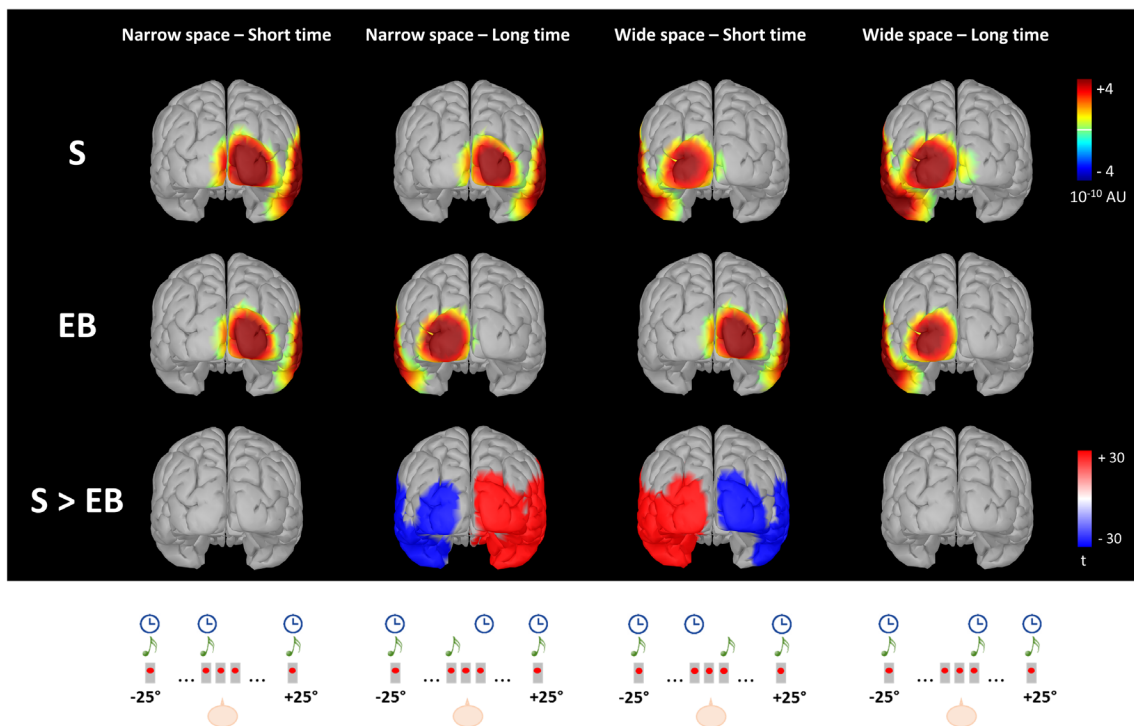 Narrow space – Short time
Narrow space – Long time
Wide space – Short time
Wide space – Long time
S
+4
- 4
10⁻¹⁰ AU
EB
S > EB
+ 30
- 30
t
... ...
... ...
... ...
... ...
-25° +25°
-25° +25°
-25° +25°
-25° +25°